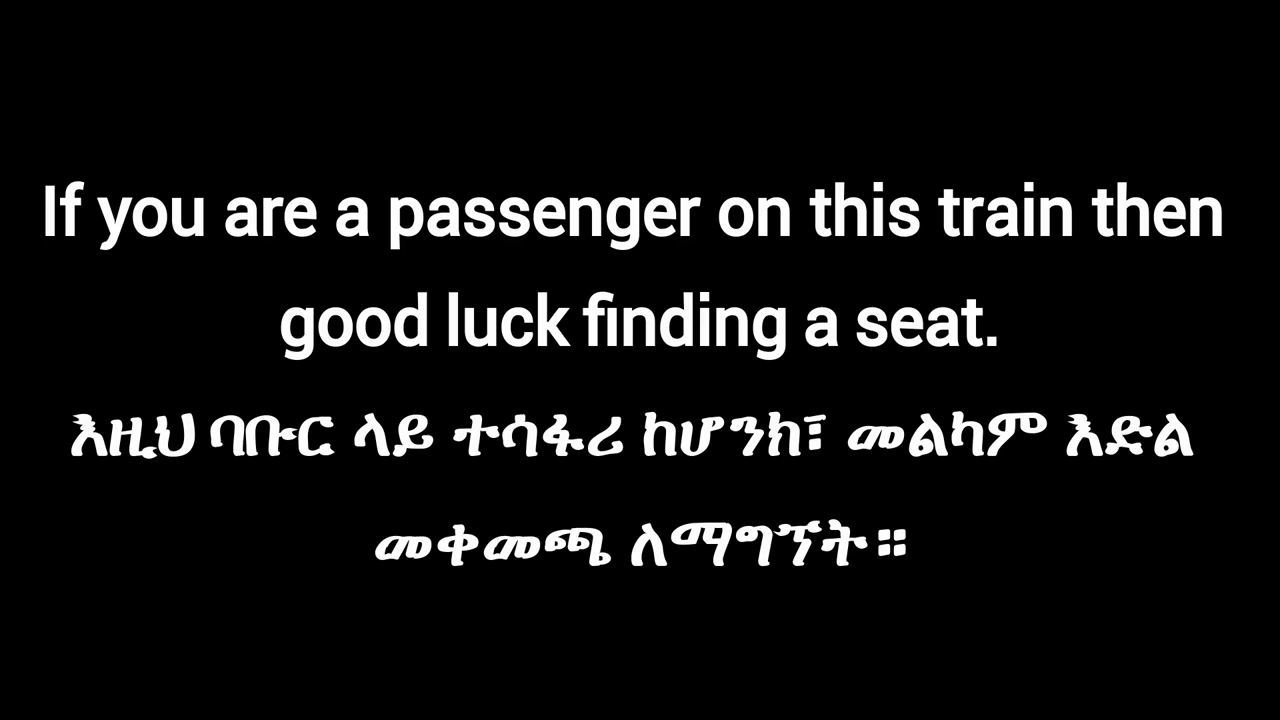 If you are a passenger on this train then
good luck finding a seat.
እዚህ ባቡር ላይ ተሳፋሪ ከሆንክ፣ መልካም እድል
መቀመጫ ለማግኘት።